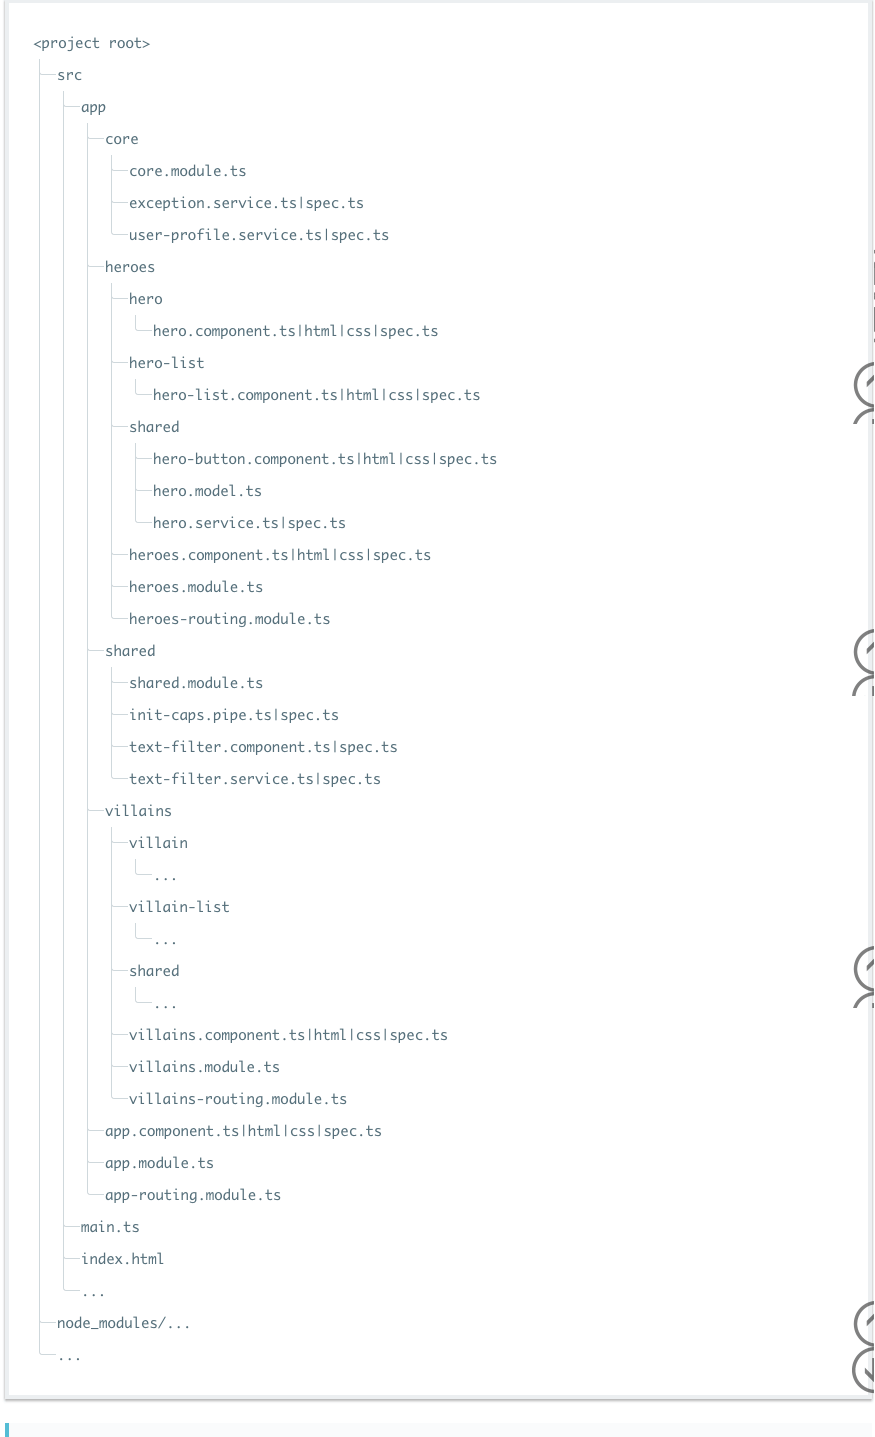 <project root>
src
app
core
core.module.ts
exception.service.ts|spec.ts
user-profile.service.ts|spec.ts
heroes
hero
hero.component.ts|html|css|spec.ts
hero-list
hero-list.component.ts|html|css|spec.ts
shared
hero-button.component.ts|html|css|spec.ts
hero.model.ts
hero.service.ts|spec.ts
heroes.component.ts|html|css|spec.ts
heroes.module.ts
heroes-routing.module.ts
shared
shared.module.ts
init-caps.pipe.ts|spec.ts
text-filter.component.ts|spec.ts
text-filter.service.ts|spec.ts
villains
villain
...
villain-list
...
shared
...
villains.component.ts|html|css|spec.ts
villains.module.ts
villains-routing.module.ts
app.component.ts|html|css|spec.ts
app.module.ts
app-routing.module.ts
main.ts
index.html
...
node_modules/...
...